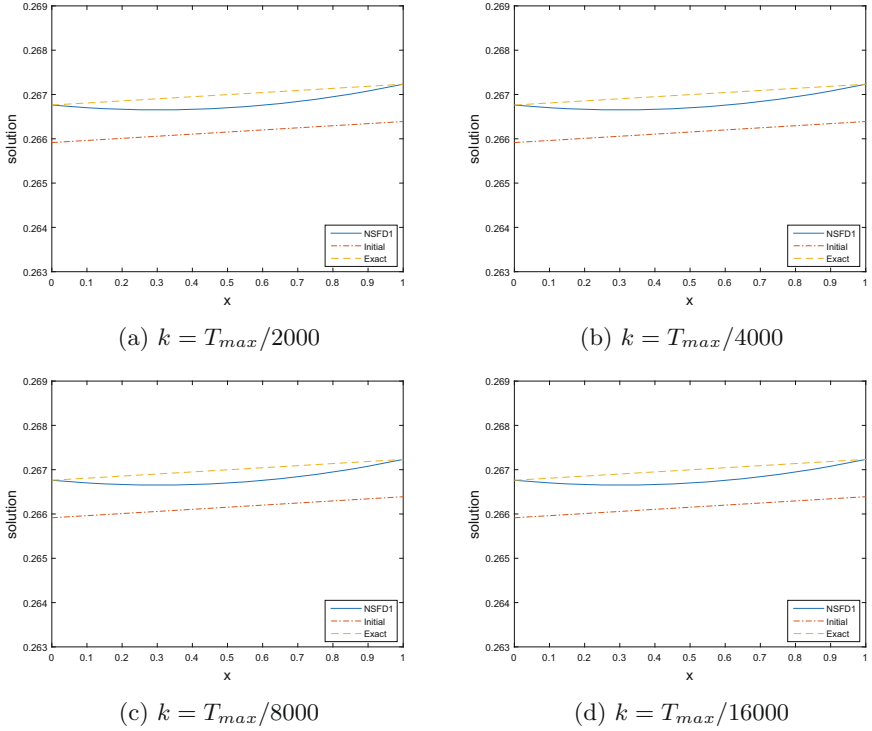 0.269
0.268
0.267
0.266
0.265
0.264
0.263
solution
0 0.1 0.2 0.3 0.4 0.5 0.6 0.7 0.8 0.9 1
x
NSFD1
Initial
Exact
(a) k = T_{max}/2000
0.269
0.268
0.267
0.266
0.265
0.264
0.263
solution
0 0.1 0.2 0.3 0.4 0.5 0.6 0.7 0.8 0.9 1
x
NSFD1
Initial
Exact
(b) k = T_{max}/4000
0.269
0.268
0.267
0.266
0.265
0.264
0.263
solution
0 0.1 0.2 0.3 0.4 0.5 0.6 0.7 0.8 0.9 1
x
NSFD1
Initial
Exact
(c) k = T_{max}/8000
0.269
0.268
0.267
0.266
0.265
0.264
0.263
solution
0 0.1 0.2 0.3 0.4 0.5 0.6 0.7 0.8 0.9 1
x
NSFD1
Initial
Exact
(d) k = T_{max}/16000